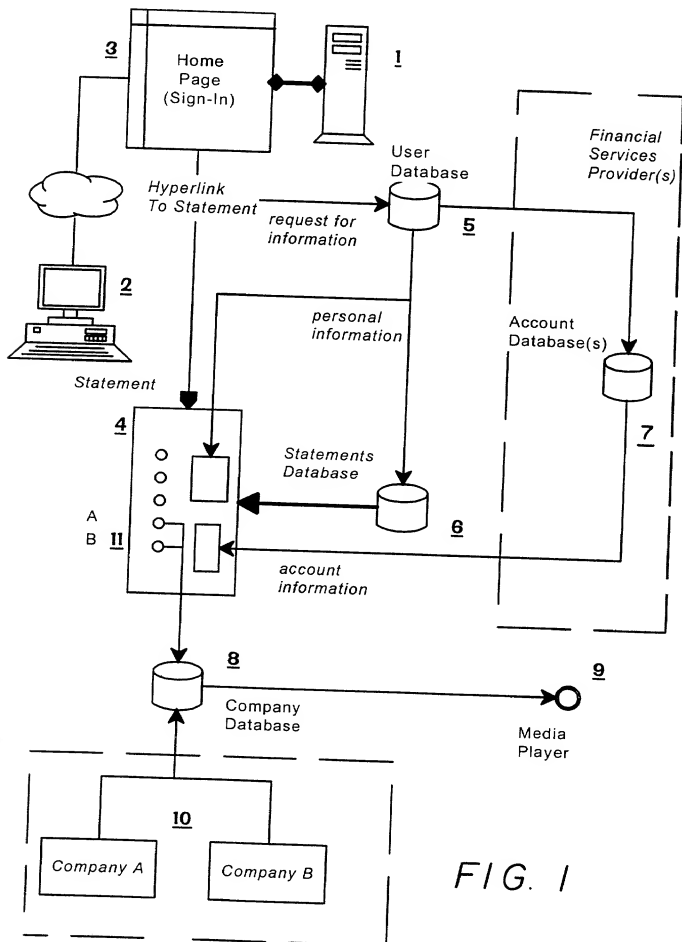 3
Home
Page
(Sign-In)
1
Financial
Services
Provider(s)
User
Database
Hyperlink
To Statement
request for
information
5
2
personal
information
Account
Database(s)
Statement
4
7
Statements
Database
A
B
11
6
account
information
8
9
Company
Database
Media
Player
10
Company A
Company B
FIG. 1